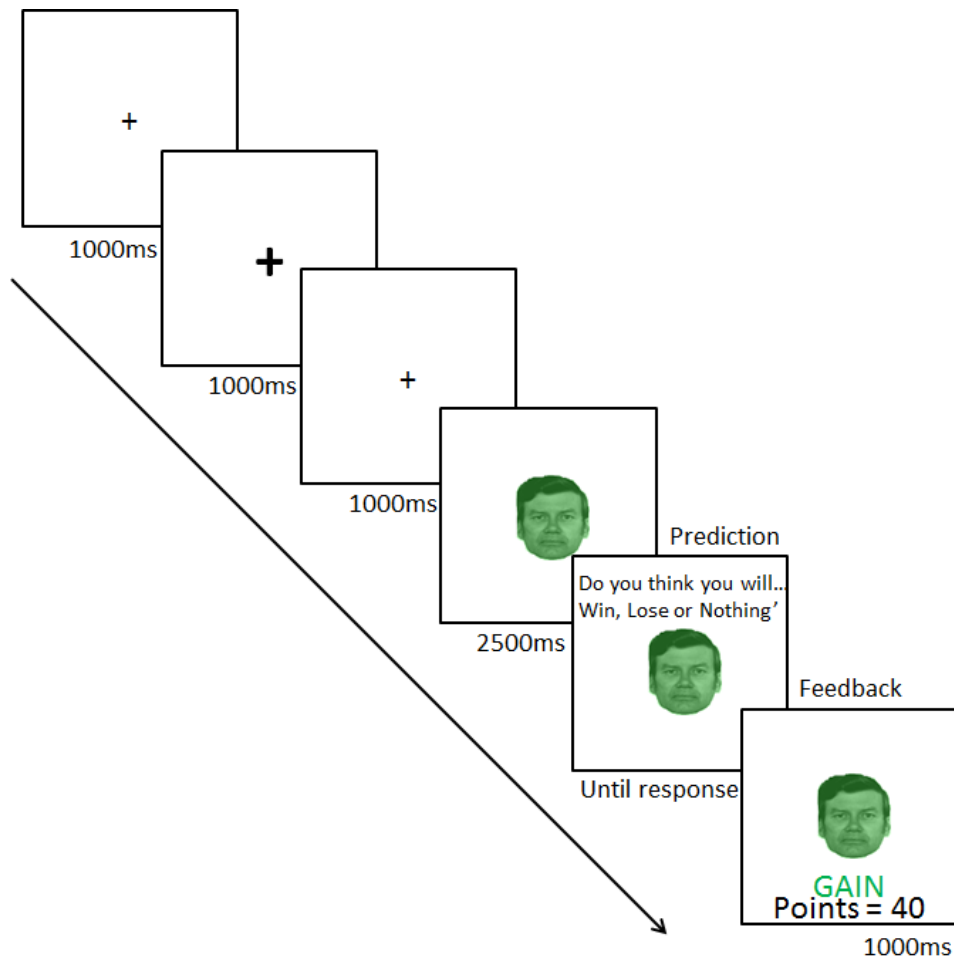 +
1000ms
+
1000ms
+
1000ms
2500ms
Prediction
Do you think you will...
Win, Lose or Nothing’
Until response
Feedback
GAIN
Points = 40
1000ms